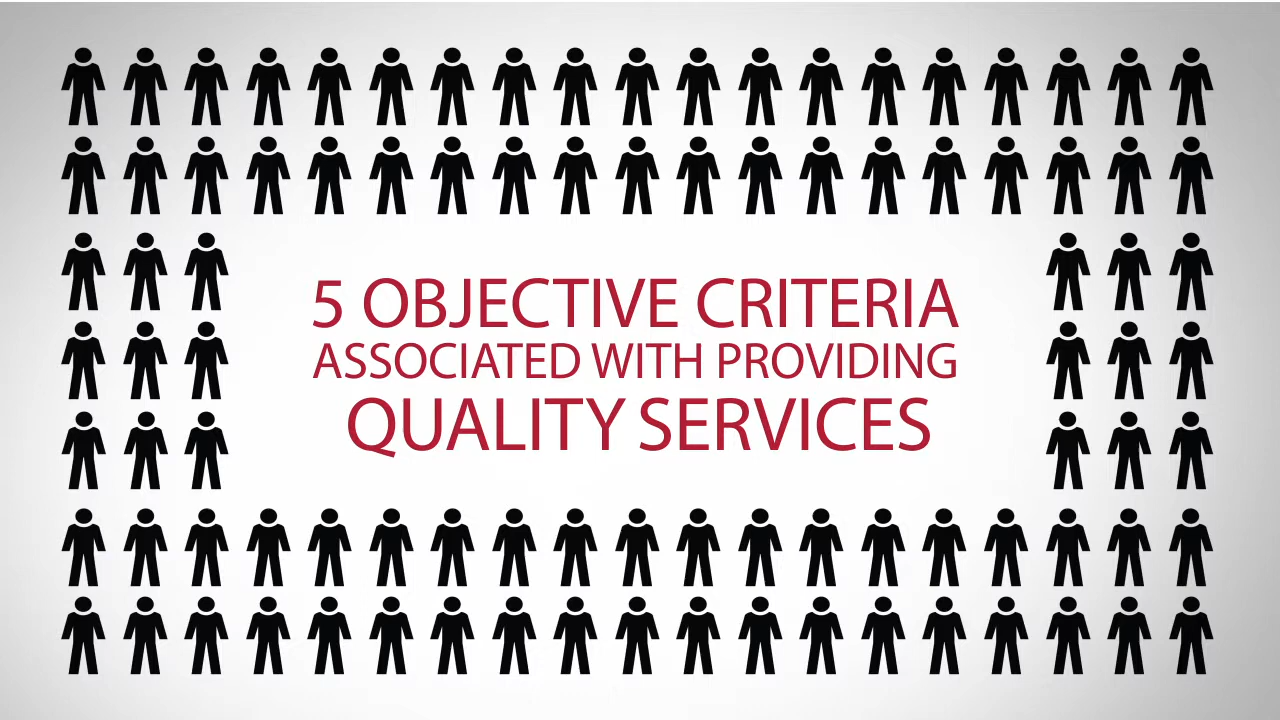 5 OBJECTIVE CRITERIA
ASSOCIATED WITH PROVIDING
QUALITY SERVICES